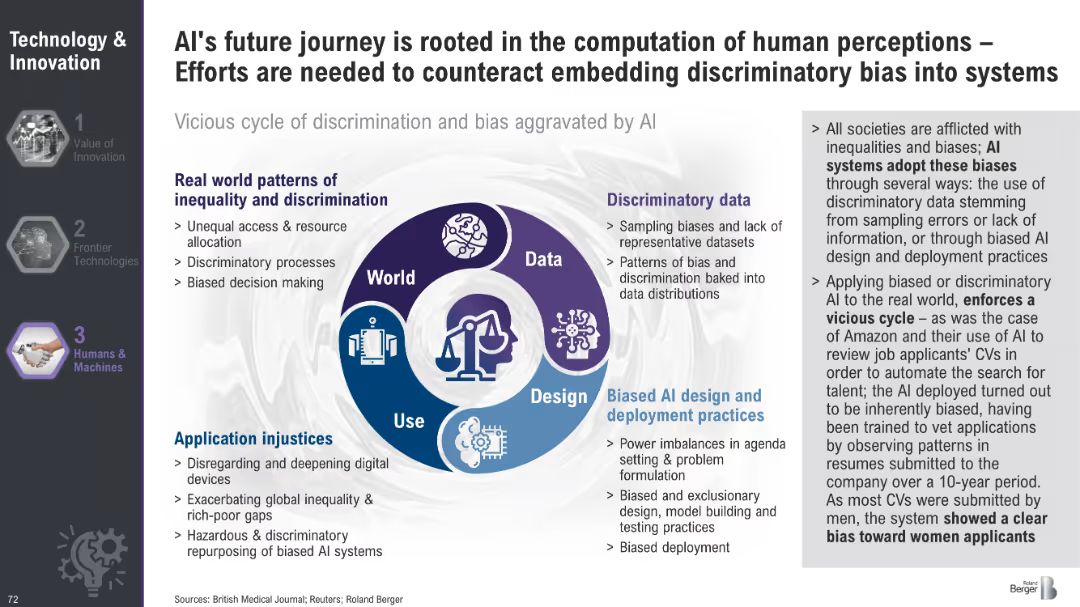 Technology &
Innovation
1
Value of
Innovation
2
Frontier
Technologies
3
Humans &
Machines
72
AI's future journey is rooted in the computation of human perceptions –
Efforts are needed to counteract embedding discriminatory bias into systems
Vicious cycle of discrimination and bias aggravated by AI
Real world patterns of
inequality and discrimination
> Unequal access & resource
allocation
> Discriminatory processes
> Biased decision making
Discriminatory data
> Sampling biases and lack of
representative datasets
> Patterns of bias and
discrimination baked into
data distributions
World
Data
Use
Design
Application injustices
> Disregarding and deepening digital
devices
> Exacerbating global inequality &
rich-poor gaps
> Hazardous & discriminatory
repurposing of biased AI systems
Biased AI design and
deployment practices
> Power imbalances in agenda
setting & problem
formulation
> Biased and exclusionary
design, model building and
testing practices
> Biased deployment
> All societies are afflicted with
inequalities and biases; AI
systems adopt these biases
through several ways: the use of
discriminatory data stemming
from sampling errors or lack of
information, or through biased AI
design and deployment practices
> Applying biased or discriminatory
AI to the real world, enforces a
vicious cycle – as was the case
of Amazon and their use of AI to
review job applicants' CVs in
order to automate the search for
talent; the AI deployed turned out
to be inherently biased, having
been trained to vet applications
by observing patterns in
resumes submitted to the
company over a 10-year period.
As most CVs were submitted by
men, the system showed a clear
bias toward women applicants
Sources: British Medical Journal; Reuters; Roland Berger
Roland
Berger